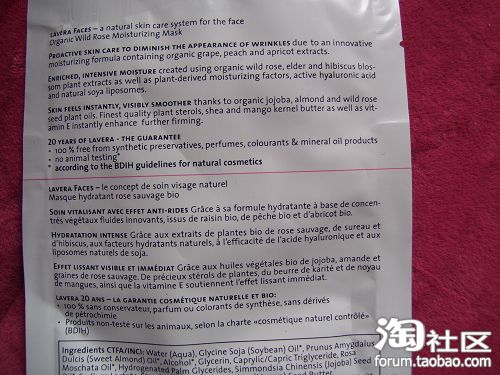 LAVERA FACES – a natural skin care system for the face
Organic Wild Rose Moisturizing Mask
PROACTIVE SKIN CARE TO DIMINISH THE APPEARANCE OF WRINKLES due to an innovative
moisturizing formula containing organic grape, peach and apricot extracts.
ENRICHED, INTENSIVE MOISTURE created using organic wild rose, elder and hibiscus blos-
som plant extracts as well as plant-derived moisturizing factors, active hyaluronic acid
and natural soya liposomes.
SKIN FEELS INSTANTLY, VISIBLY SMOOTHER thanks to organic jojoba, almond and wild rose
seed plant oils. Finest quality plant sterols, shea and mango kernel butter as well as vit-
amin E instantly enhance further firming.
20 YEARS OF LAVERA - THE GUARANTEE
• 100 % free from synthetic preservatives, perfumes, colourants & mineral oil products
• no animal testing*
• according to the BDIH guidelines for natural cosmetics
LAVERA FACES – le concept de soin visage naturel
Masque hydratant rose sauvage bio
SOIN VITALISANT AVEC EFFET ANTI-RIDES Grâce à sa formule hydratante à base de concen-
trés végétaux fluides innovants, issus de raisin bio, de pêche bio et d'abricot bio.
HYDRATATION INTENSE Grâce aux extraits de plantes bio de rose sauvage, de sureau et
d'hibiscus, aux facteurs hydratants naturels, à l'efficacité de l'acide hyaluronique et aux
liposomes naturels de soja.
EFFET LISSANT VISIBLE ET IMMÉDIAT Grâce aux huiles végétales bio de jojoba, amande et
graines de rose sauvage. De précieux stérols de plantes, du beurre de karité et de noyau
de mangues, ainsi que la vitamine E soutiennent l'effet lissant immédiat.
LAVERA 20 ANS – LA GARANTIE COSMÉTIQUE NATURELLE ET BIO:
• 100 % sans conservateur, parfum ou colorants de synthèse, sans dérivés
de pétrochimie
• Produits non-testé sur les animaux, selon la charte «cosmétique naturel contrôlé»
(BDIH)
Ingredients (CTFA/INCI): Water (Aqua), Glycine Soja (Soybean) Oil*, Prunus Amygdalus
Dulcis (Sweet Almond) Oil*, Alcohol*, Glycerin, Caprylic/Capric Triglyceride, Rosa
Moschata Oil*, Hydrogenated Palm Glycerides, Simmondsia Chinensis (Jojoba) Seed
淘社区
forum.taobao.com